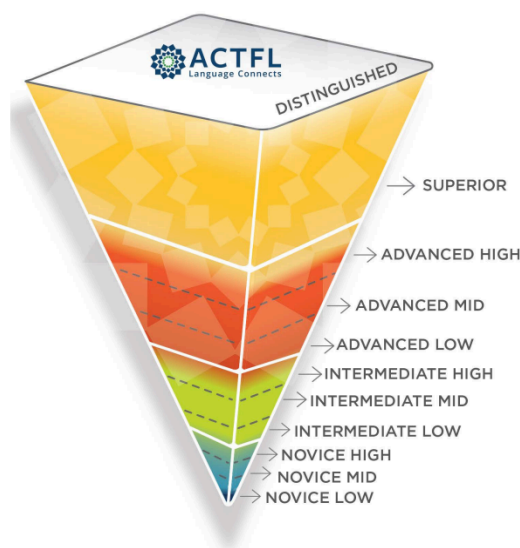 ACTFL
Language Connects
DISTINGUISHED
SUPERIOR
ADVANCED HIGH
ADVANCED MID
ADVANCED LOW
INTERMEDIATE HIGH
INTERMEDIATE MID
INTERMEDIATE LOW
NOVICE HIGH
NOVICE MID
NOVICE LOW